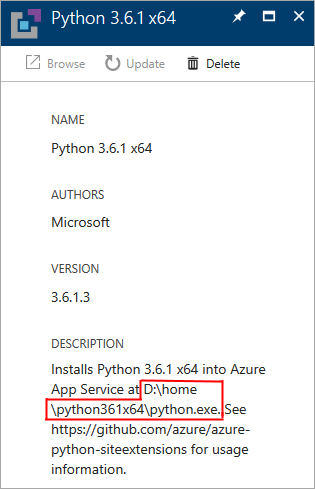 Python 3.6.1 x64
Browse Update Delete
NAME
Python 3.6.1 x64
AUTHORS
Microsoft
VERSION
3.6.1.3
DESCRIPTION
Installs Python 3.6.1 x64 into Azure
App Service at D:\home
\python361x64\python.exe. See
https://github.com/azure/azure-
python-siteextensions for usage
information.